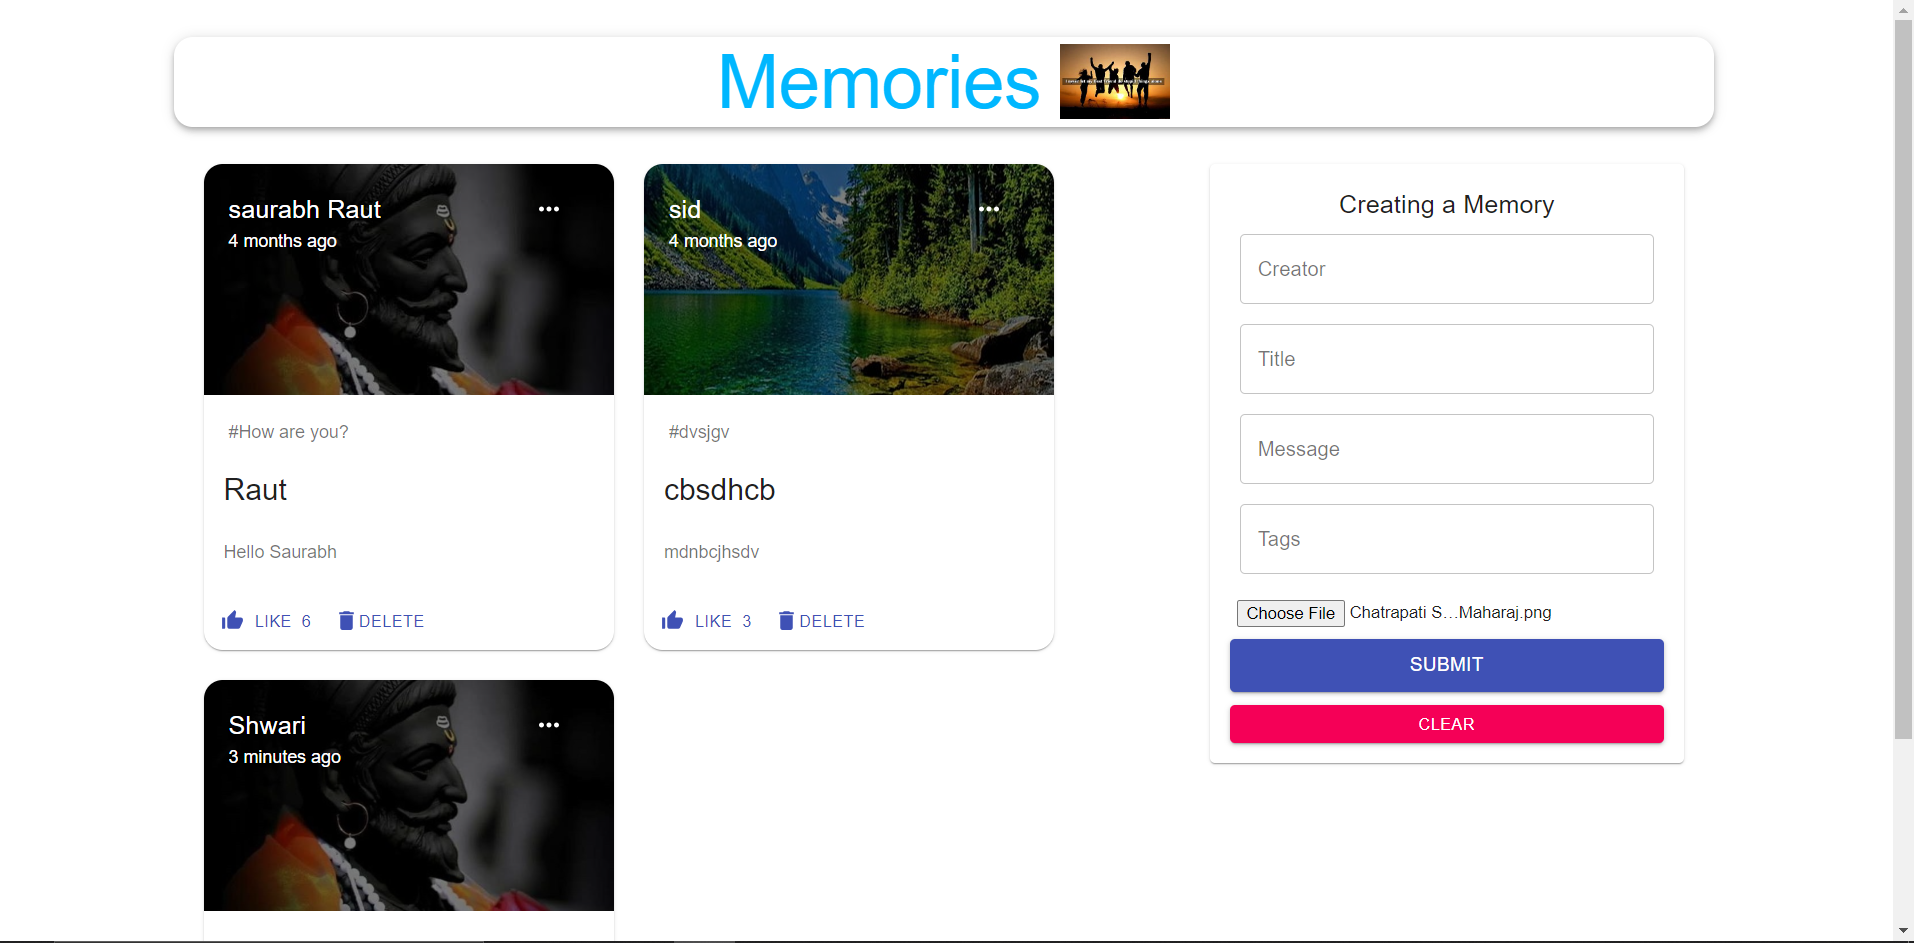 Memories
saurabh Raut
4 months ago
#How are you?
Raut
Hello Saurabh
LIKE 6 DELETE
sid
4 months ago
#dvsjgv
cbsdhcb
mdnbcjhsdv
LIKE 3 DELETE
Shwari
3 minutes ago
Creating a Memory
Creator
Title
Message
Tags
Choose File Chatrapati S...Maharaj.png
SUBMIT
CLEAR